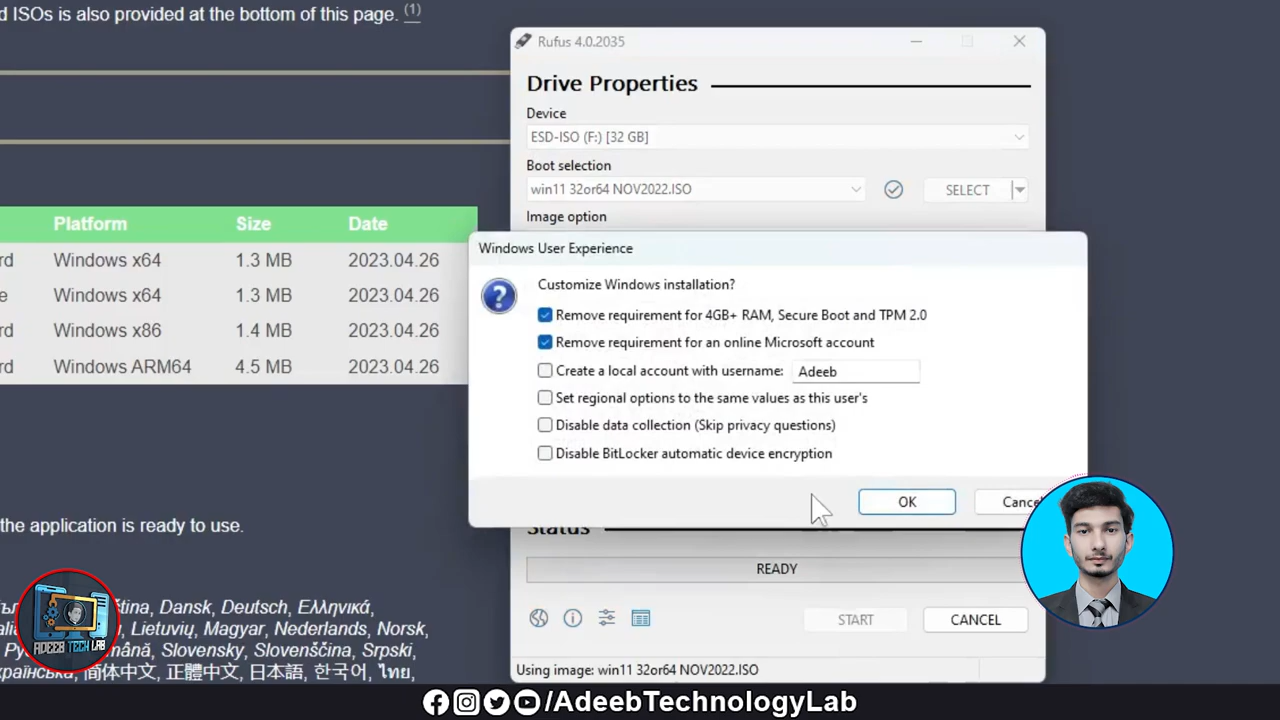 d ISOs is also provided at the bottom of this page. (1)
Platform Size Date
rd Windows x64 1.3 MB 2023.04.26
e Windows x64 1.3 MB 2023.04.26
rd Windows x86 1.4 MB 2023.04.26
rd Windows ARM64 4.5 MB 2023.04.26
the application is ready to use.
ština, Dansk, Deutsch, Ελληνικά,
Lietuvių, Magyar, Nederlands, Norsk,
Slovensky, Slovenščina, Srpski,
країнська, 简体中文, 正體中文, 日本語, 한국어, ไทย,
ADEEB TECH LAB
Rufus 4.0.2035
Drive Properties
Device
ESD-ISO (F:) [32 GB]
Boot selection
win11 32or64 NOV2022.ISO SELECT
Image option
Windows User Experience
Customize Windows installation?
Remove requirement for 4GB+ RAM, Secure Boot and TPM 2.0
Remove requirement for an online Microsoft account
Create a local account with username: Adeeb
Set regional options to the same values as this user's
Disable data collection (Skip privacy questions)
Disable BitLocker automatic device encryption
OK Cancel
Status
READY
START CANCEL
Using image: win11 32or64 NOV2022.ISO
/AdeebTechnologyLab